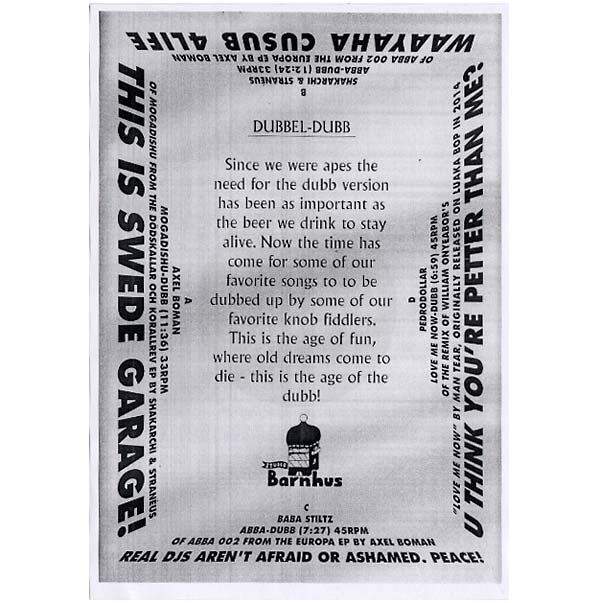 WAAYAHA CUSUB 4LIFE
OF ABBA 002 FROM THE EUROPA EP BY AXEL BOMAN
ABBA-DUBB (12:24) 33RPM
SHAKARCHI & STRANÉUS
B
THIS IS SWEDE GARAGE!
OF MOGADISHU FROM THE DÖDSKALLAR OCH KORALLREV EP BY SHAKARCHI & STRANÉUS
MOGADISHU-DUBB (11:36) 33RPM
AXEL BOMAN
A
DUBBEL-DUBB
Since we were apes the
need for the dubb version
has been as important as
the beer we drink to stay
alive. Now the time has
come for some of our
favorite songs to to be
dubbed up by some of our
favorite knob fiddlers.
This is the age of fun,
where old dreams come to
die - this is the age of the
dubb!
STUDIO
Barnhus
D
PEDRODOLLAR
LOVE ME NOW-DUBB (6:59) 45RPM
OF THE REMIX OF WILLIAM ONYEABOR'S
"LOVE ME NOW" BY MAN TEAR, ORIGINALLY RELEASED ON LUAKA BOP IN 2014
U THINK YOU'RE PETTER THAN ME?
C
BABA STILTZ
ABBA-DUBB (7:27) 45RPM
OF ABBA 002 FROM THE EUROPA EP BY AXEL BOMAN
REAL DJS AREN'T AFRAID OR ASHAMED. PEACE!